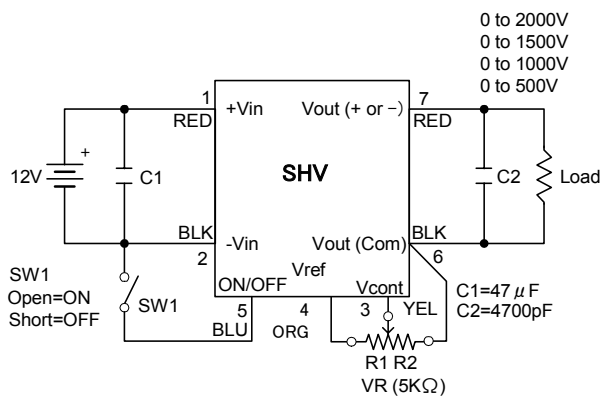 0 to 2000V
0 to 1500V
0 to 1000V
0 to 500V
1
7
+Vin
Vout (+ or −)
RED
RED
+
12V
C1
SHV
C2
Load
BLK
BLK
-Vin
Vout (Com)
2
6
Vref
SW1
Open=ON
Short=OFF
SW1
ON/OFF
Vcont
C1=47μF
C2=4700pF
5
4
3
YEL
BLU
ORG
R1 R2
VR (5KΩ)